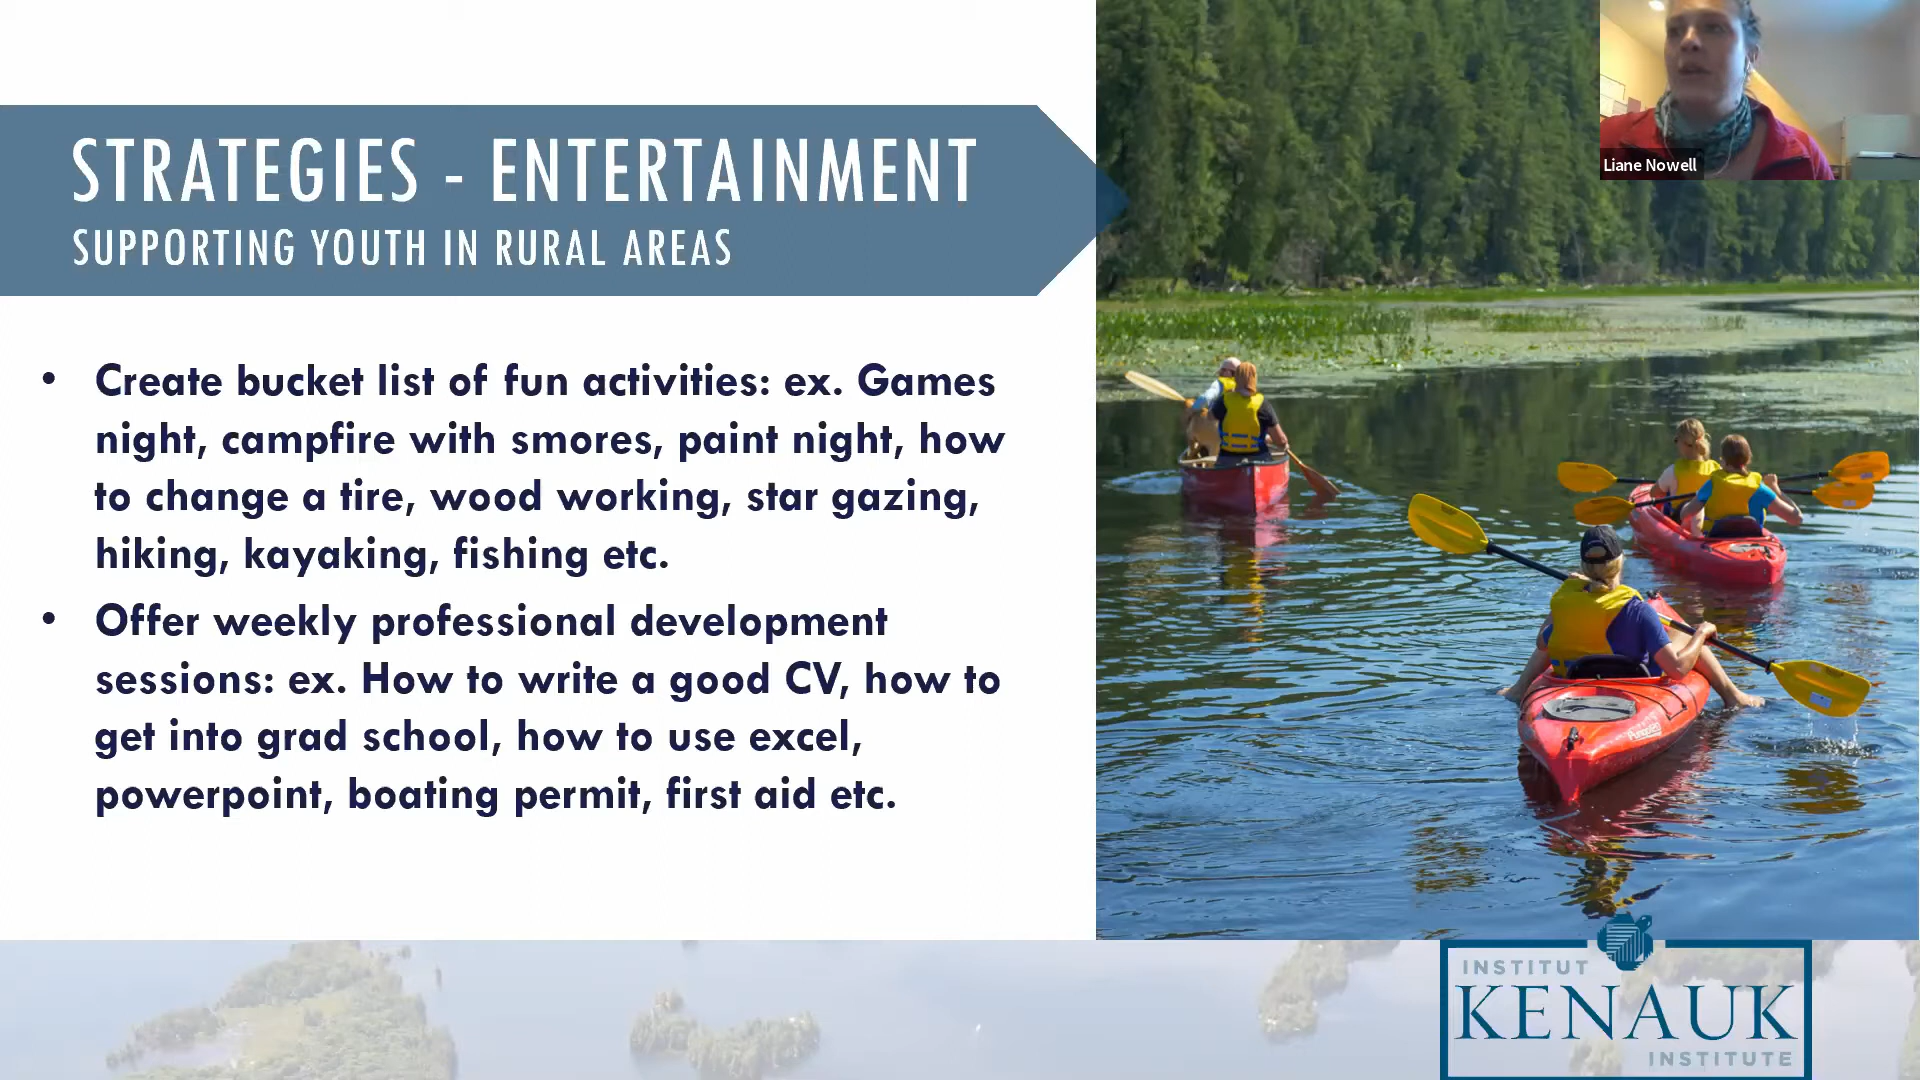 STRATEGIES - ENTERTAINMENT
SUPPORTING YOUTH IN RURAL AREAS
• Create bucket list of fun activities: ex. Games
night, campfire with smores, paint night, how
to change a tire, wood working, star gazing,
hiking, kayaking, fishing etc.
• Offer weekly professional development
sessions: ex. How to write a good CV, how to
get into grad school, how to use excel,
powerpoint, boating permit, first aid etc.
Liane Nowell
INSTITUT
KENAUK
INSTITUTE